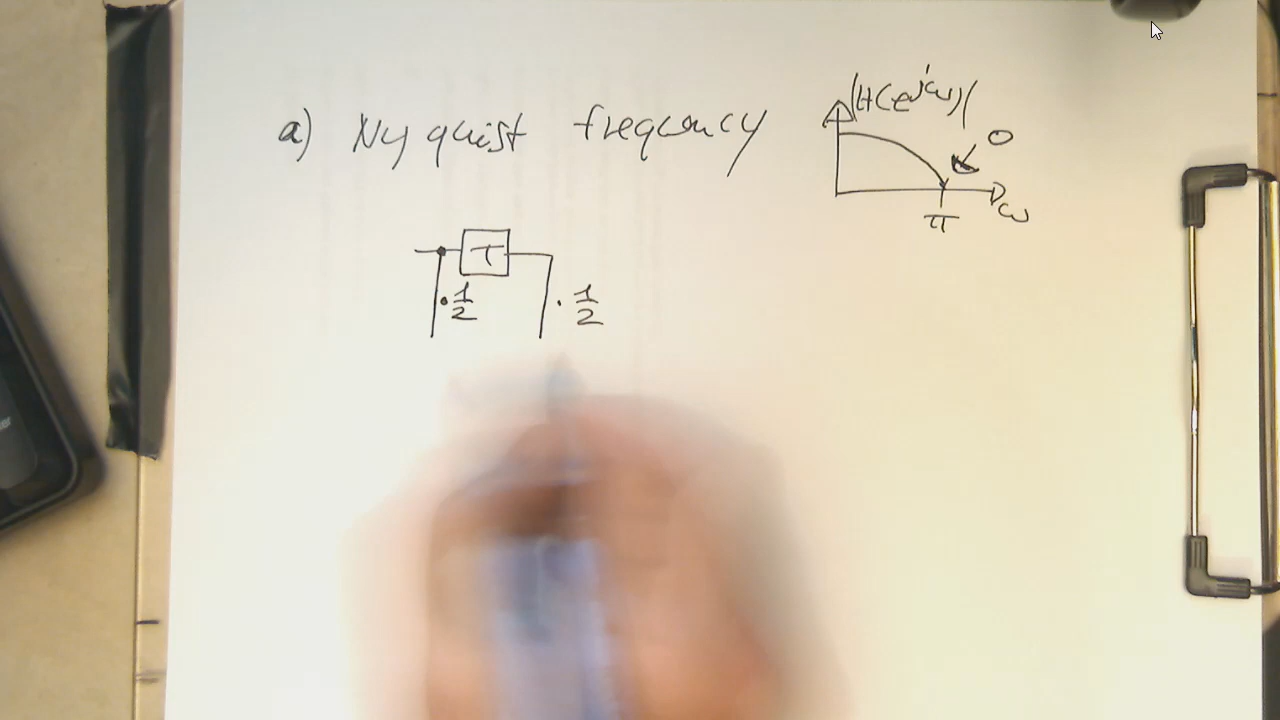 a) Nyquist frequency
|H(e^jω)|
0
π
ω
T
· 1/2
· 1/2